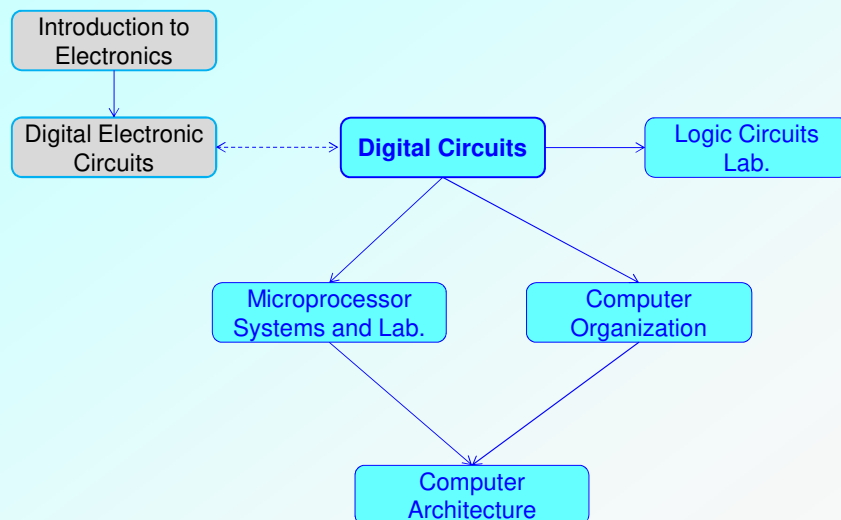 Introduction to
Electronics
Digital Electronic
Circuits
Digital Circuits
Logic Circuits
Lab.
Microprocessor
Systems and Lab.
Computer
Organization
Computer
Architecture